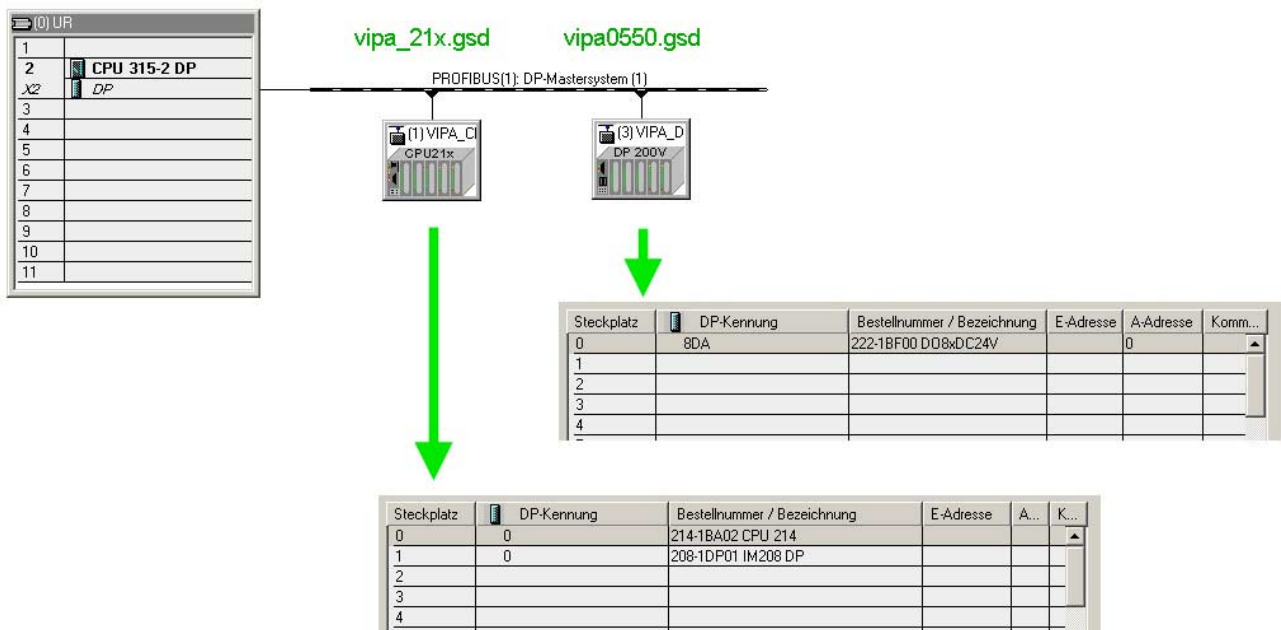 (0) UR
1
2 CPU 315-2 DP
X2 DP
3
4
5
6
7
8
9
10
11
vipa_21x.gsd vipa0550.gsd
PROFIBUS(1): DP-Mastersystem (1)
(1) VIPA_CI (3) VIPA_D
CPU21x DP 200V
Steckplatz DP-Kennung Bestellnummer / Bezeichnung E-Adresse A-Adresse Komm...
0 8DA 222-1BF00 DO8xDC24V 0
1
2
3
4
Steckplatz DP-Kennung Bestellnummer / Bezeichnung E-Adresse A... K...
0 0 214-1BA02 CPU 214
1 0 208-1DP01 IM208 DP
2
3
4